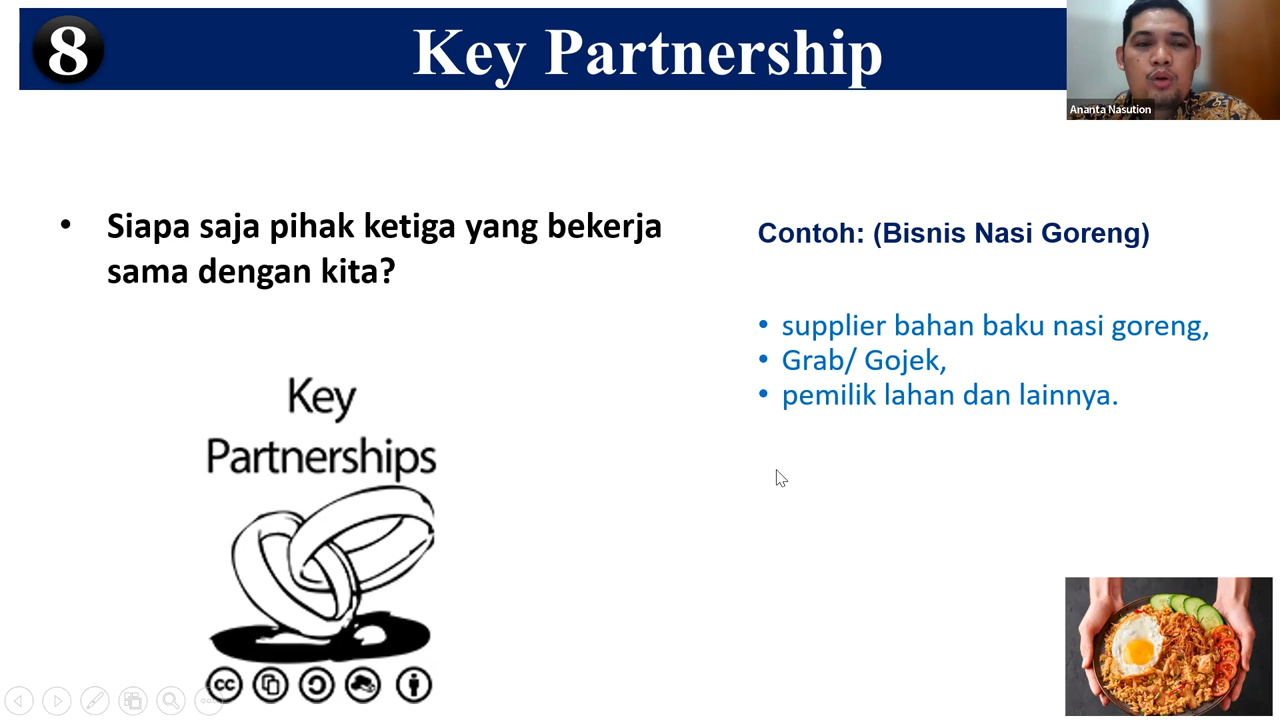 8
Key Partnership
Ananta Nasution
• Siapa saja pihak ketiga yang bekerja
sama dengan kita?
Contoh: (Bisnis Nasi Goreng)
• supplier bahan baku nasi goreng,
• Grab/ Gojek,
• pemilik lahan dan lainnya.
Key
Partnerships
cc